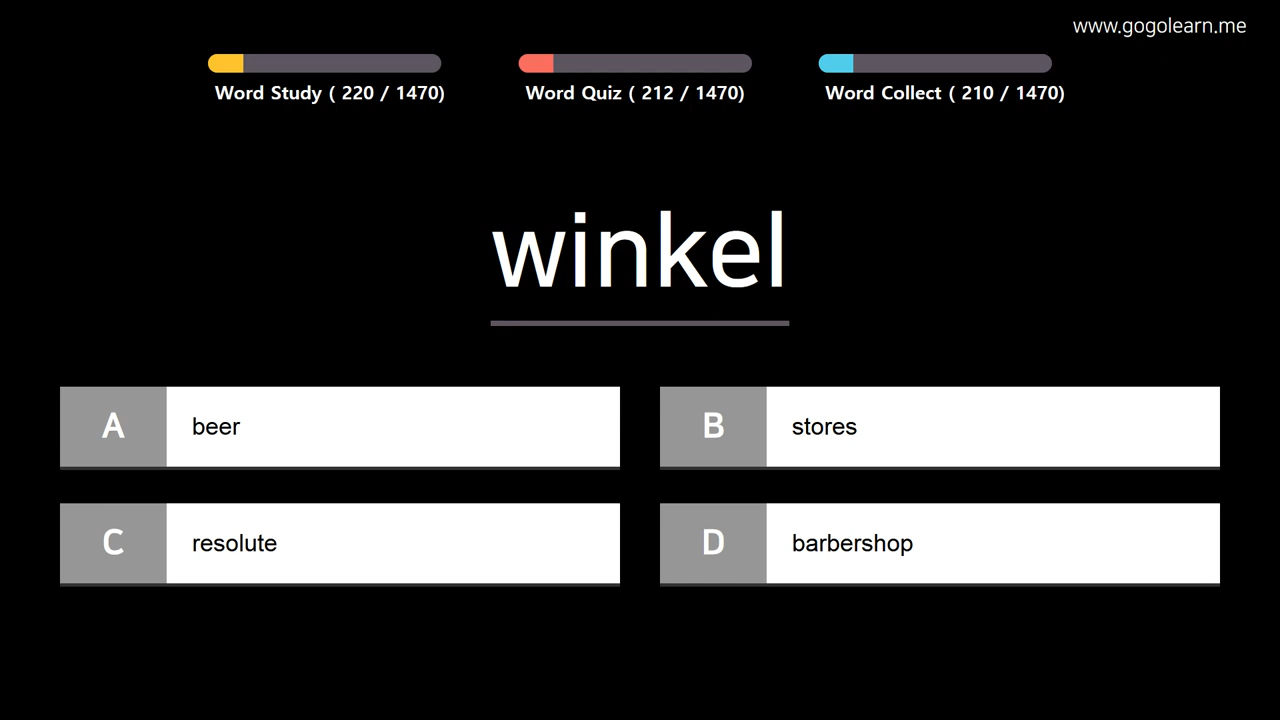 www.gogolearn.me
Word Study ( 220 / 1470)
Word Quiz ( 212 / 1470)
Word Collect ( 210 / 1470)
winkel
A beer
B stores
C resolute
D barbershop